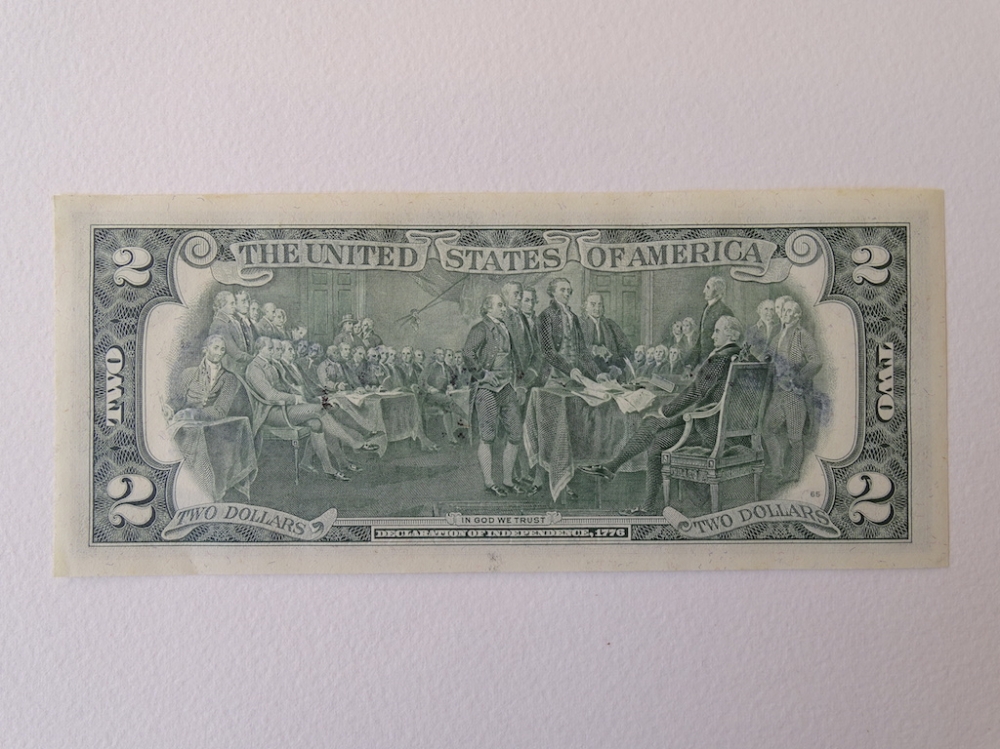 THE UNITED STATES OF AMERICA
2 2
TWO TWO
2 2
65
TWO DOLLARS TWO DOLLARS
IN GOD WE TRUST
DECLARATION OF INDEPENDENCE, 1776